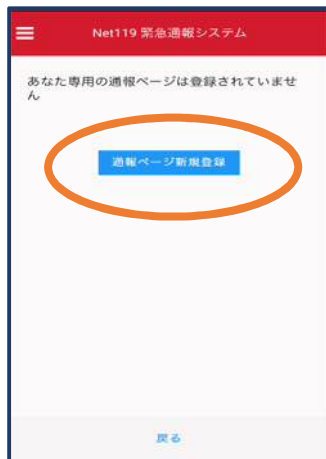 Net119 緊急通報システム
あなた専用の通報ページは登録されていませ
ん
通報ページ新規登録
戻る